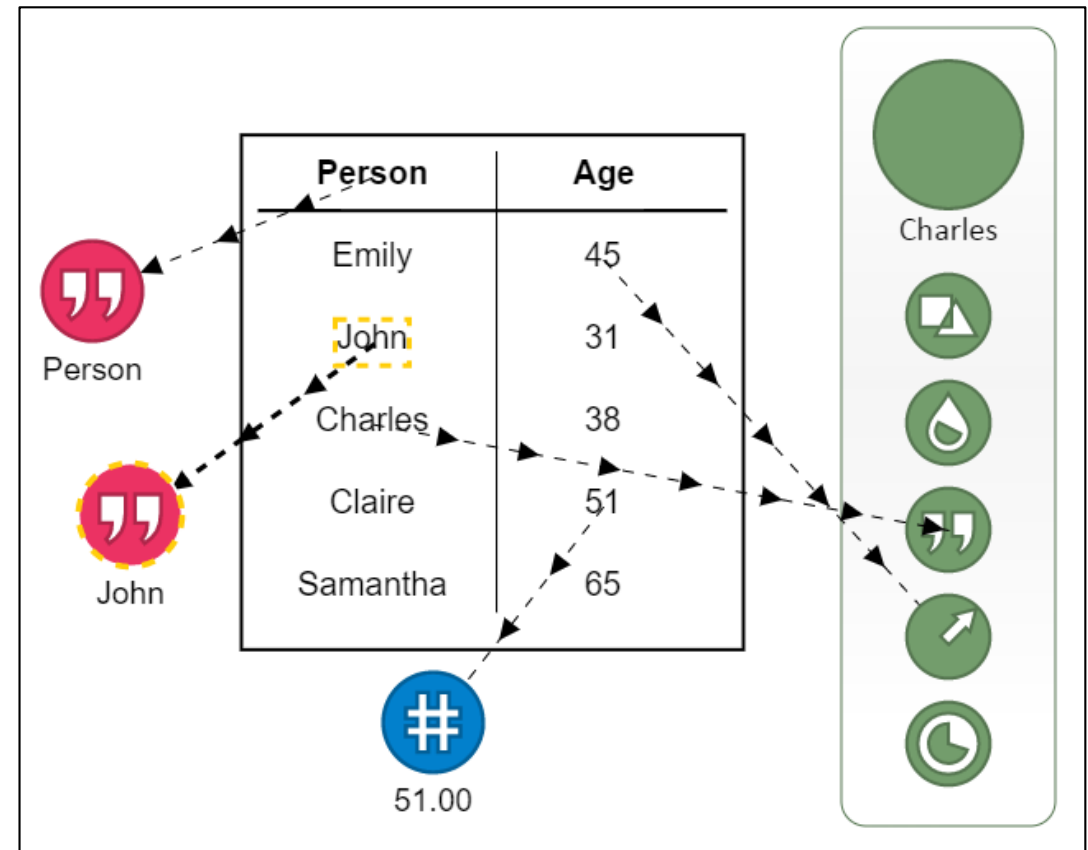 Charles
Person Age
Emily 45
John 31
Charles 38
Claire 51
Samantha 65
Person
John
51.00